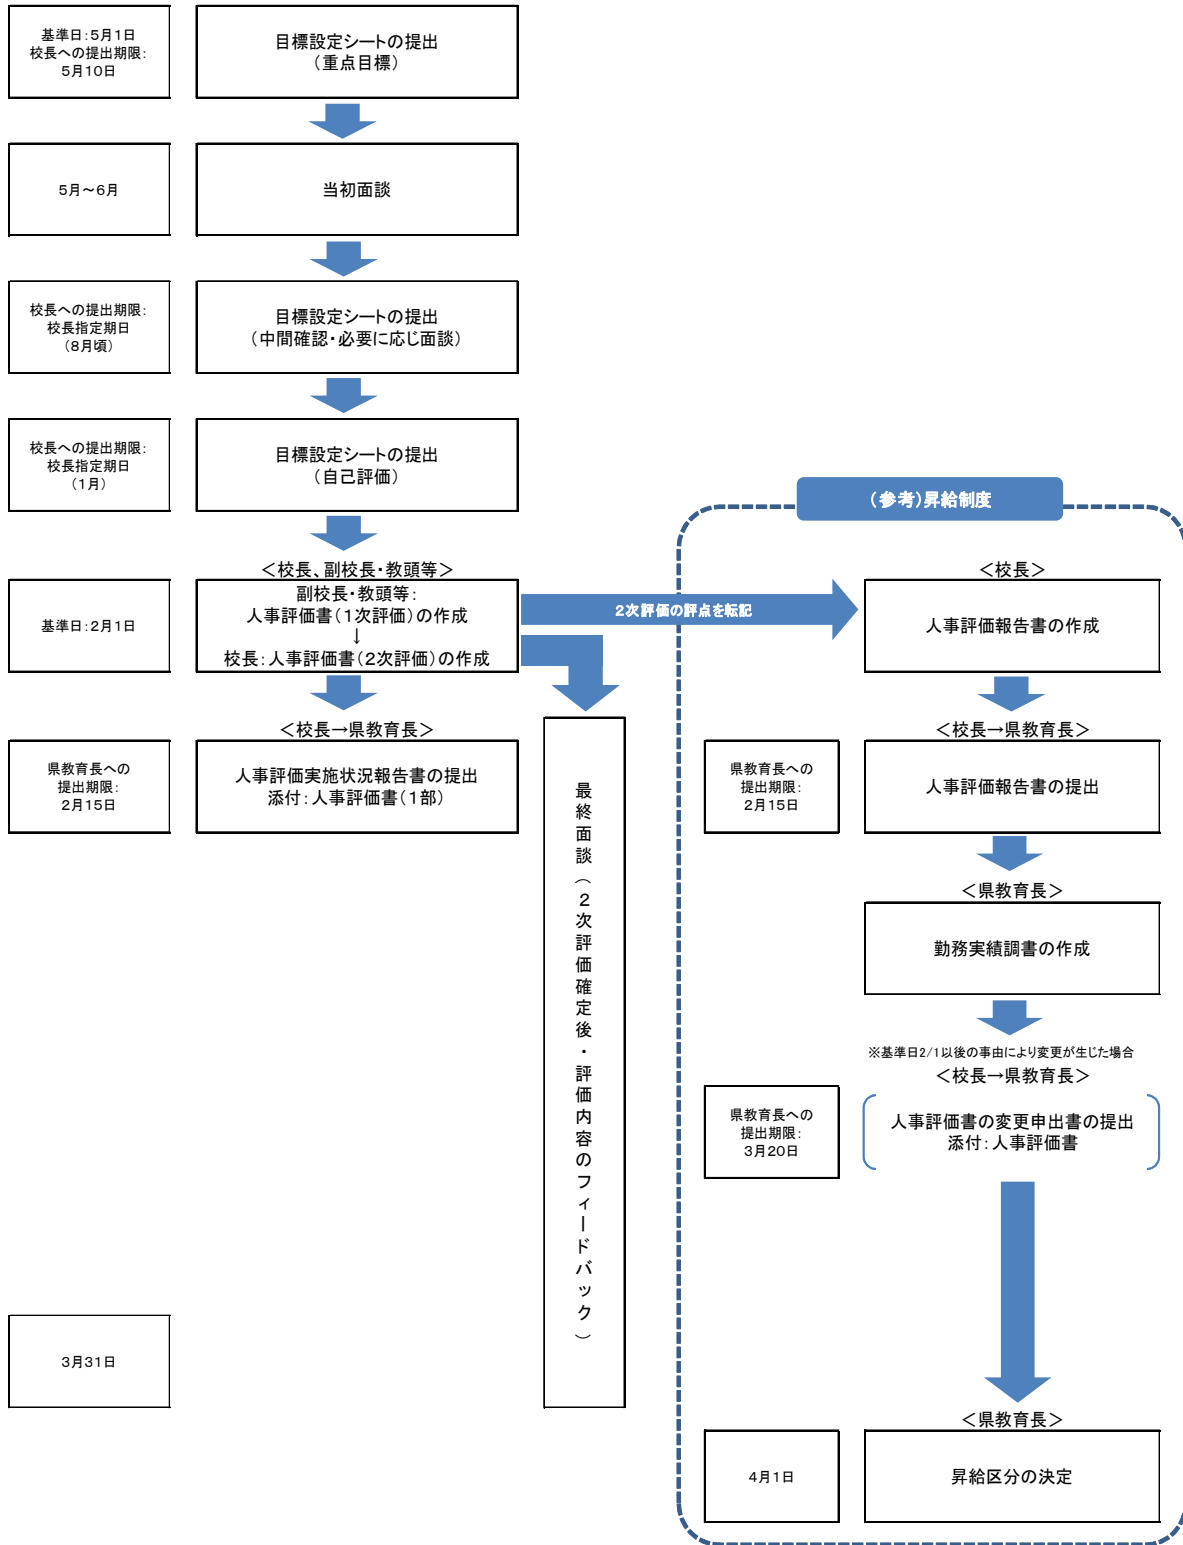 基準日：5月1日
校長への提出期限：
5月10日
目標設定シートの提出
（重点目標）
5月～6月
当初面談
校長への提出期限：
校長指定期日
（8月頃）
目標設定シートの提出
（中間確認・必要に応じ面談）
校長への提出期限：
校長指定期日
（1月）
目標設定シートの提出
（自己評価）
＜校長、副校長・教頭等＞
基準日：2月1日
副校長・教頭等：
人事評価書（1次評価）の作成
↓
校長：人事評価書（2次評価）の作成
＜校長→県教育長＞
県教育長への
提出期限：
2月15日
人事評価実施状況報告書の提出
添付：人事評価書（1部）
最終面談（2次評価確定後・評価内容のフィードバック）
3月31日
（参考）昇給制度
2次評価の評点を転記
＜校長＞
人事評価報告書の作成
＜校長→県教育長＞
県教育長への
提出期限：
2月15日
人事評価報告書の提出
＜県教育長＞
勤務実績調書の作成
※基準日2/1以後の事由により変更が生じた場合
＜校長→県教育長＞
県教育長への
提出期限：
3月20日
人事評価書の変更申出書の提出
添付：人事評価書
＜県教育長＞
4月1日
昇給区分の決定